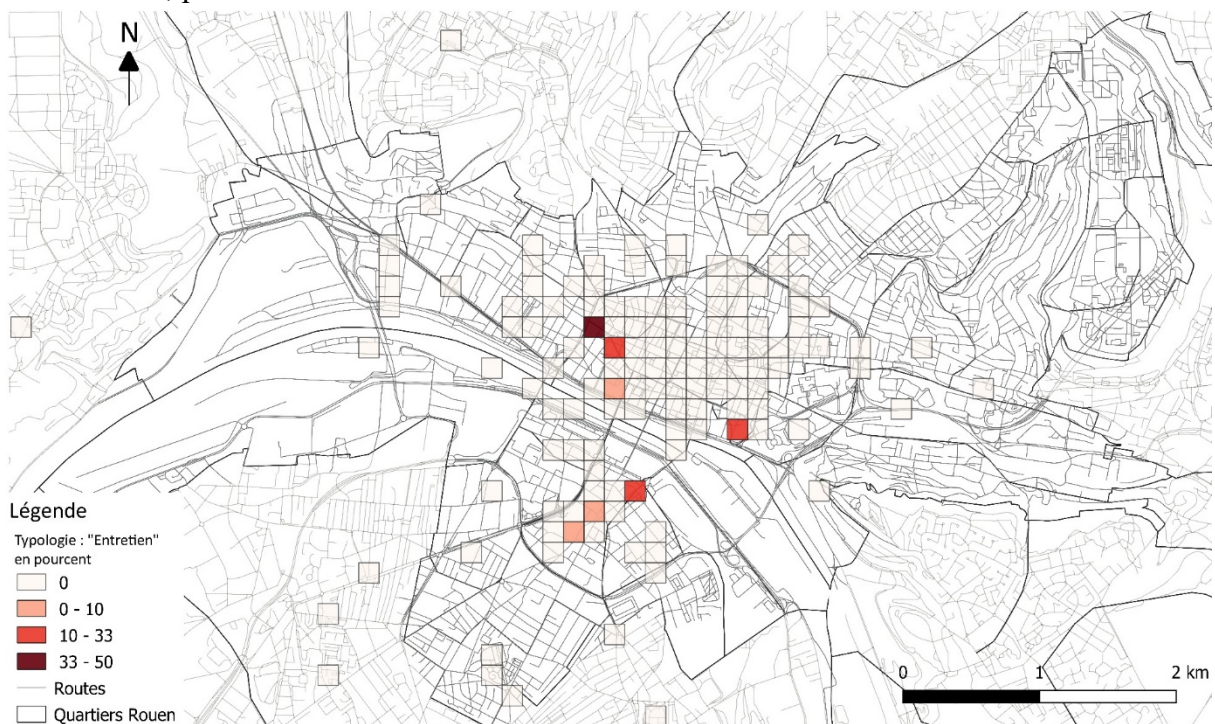 N
Légende
Typologie : "Entretien"
en pourcent
0
0 - 10
10 - 33
33 - 50
Routes
Quartiers Rouen
0 1 2 km